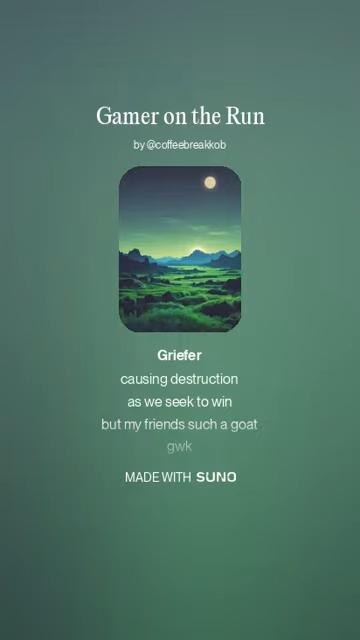 Gamer on the Run
by @coffeebreakkob
Griefer
causing destruction
as we seek to win
but my friends such a goat
gwk
MADE WITH SUNO